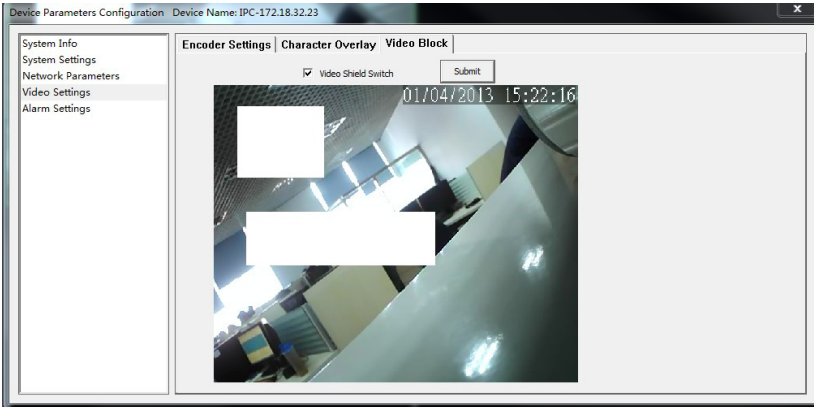 Device Parameters Configuration Device Name: IPC-172.18.32.23
x
System Info
System Settings
Network Parameters
Video Settings
Alarm Settings
Encoder Settings
Character Overlay
Video Block
Video Shield Switch
Submit
01/04/2013 15:22:16